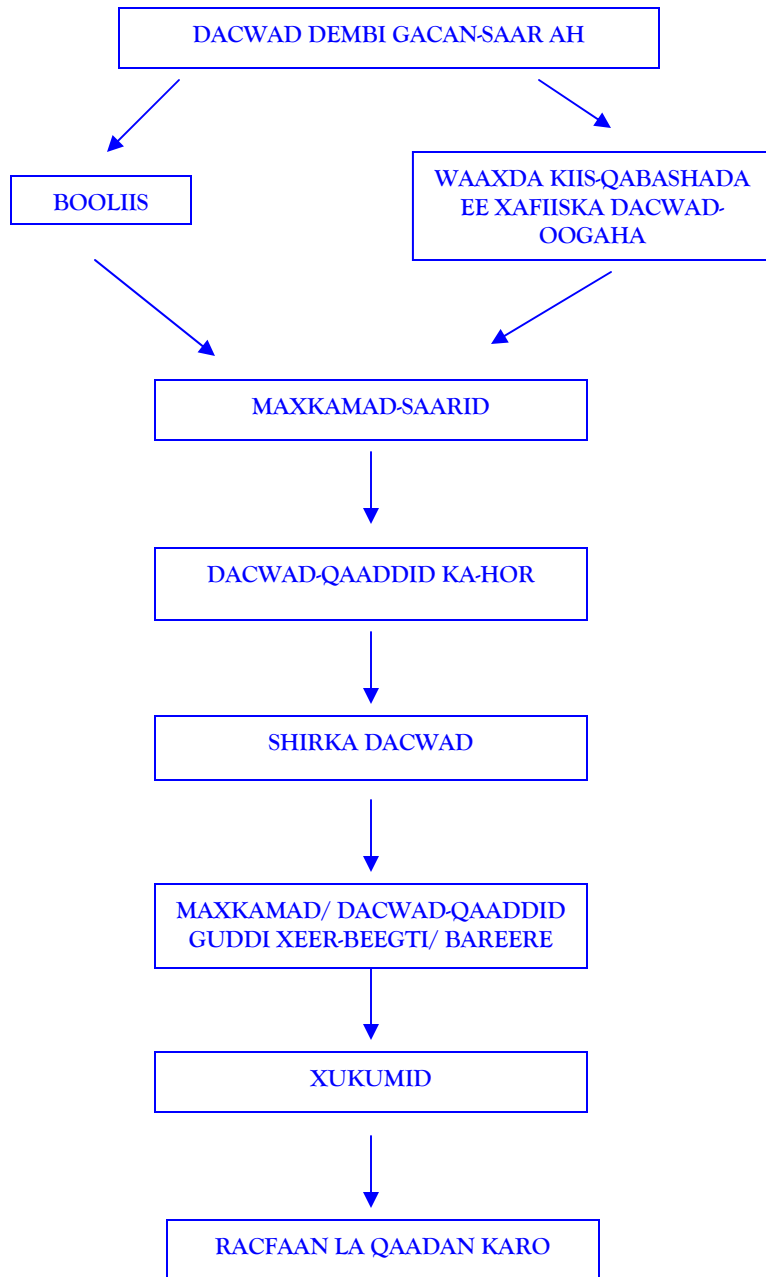 DACWAD DEMBI GACAN-SAAR AH
BOOLIIS
WAAXDA KIIS-QABASHADA
EE XAFIISKA DACWAD-
OOGAHA
MAXKAMAD-SAARID
DACWAD-QAADDID KA-HOR
SHIRKA DACWAD
MAXKAMAD/ DACWAD-QAADDID
GUDDI XEER-BEEGTI/ BAREERE
XUKUMID
RACFAAN LA QAADAN KARO